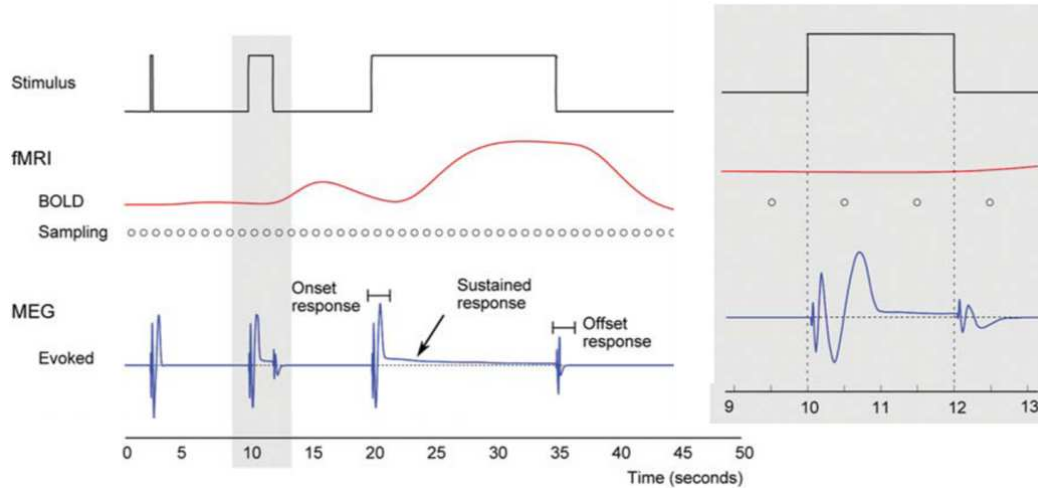 Stimulus
fMRI
BOLD
Sampling
MEG
Evoked
Onset
response
Sustained
response
Offset
response
0 5 10 15 20 25 30 35 40 45 50
Time (seconds)
9 10 11 12 13